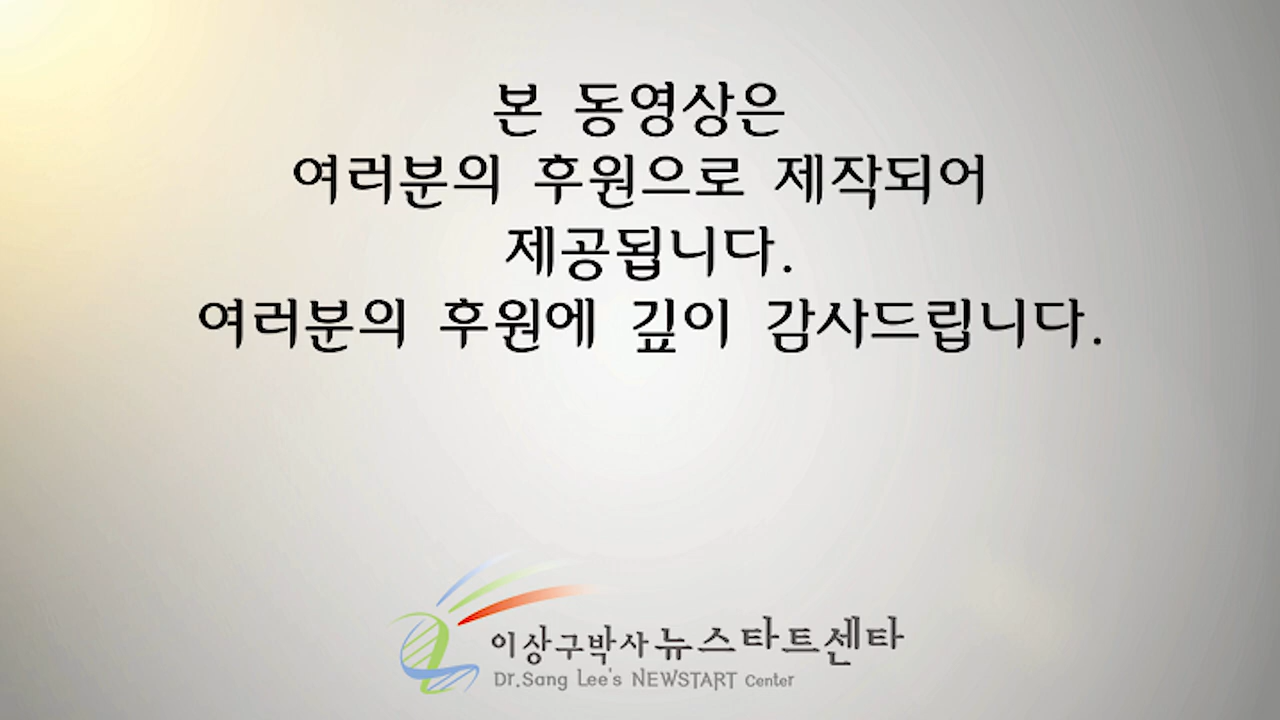 본 동영상은
여러분의 후원으로 제작되어
제공됩니다.
여러분의 후원에 깊이 감사드립니다.
이상구박사 뉴스타트센타
Dr.Sang Lee's NEWSTART Center